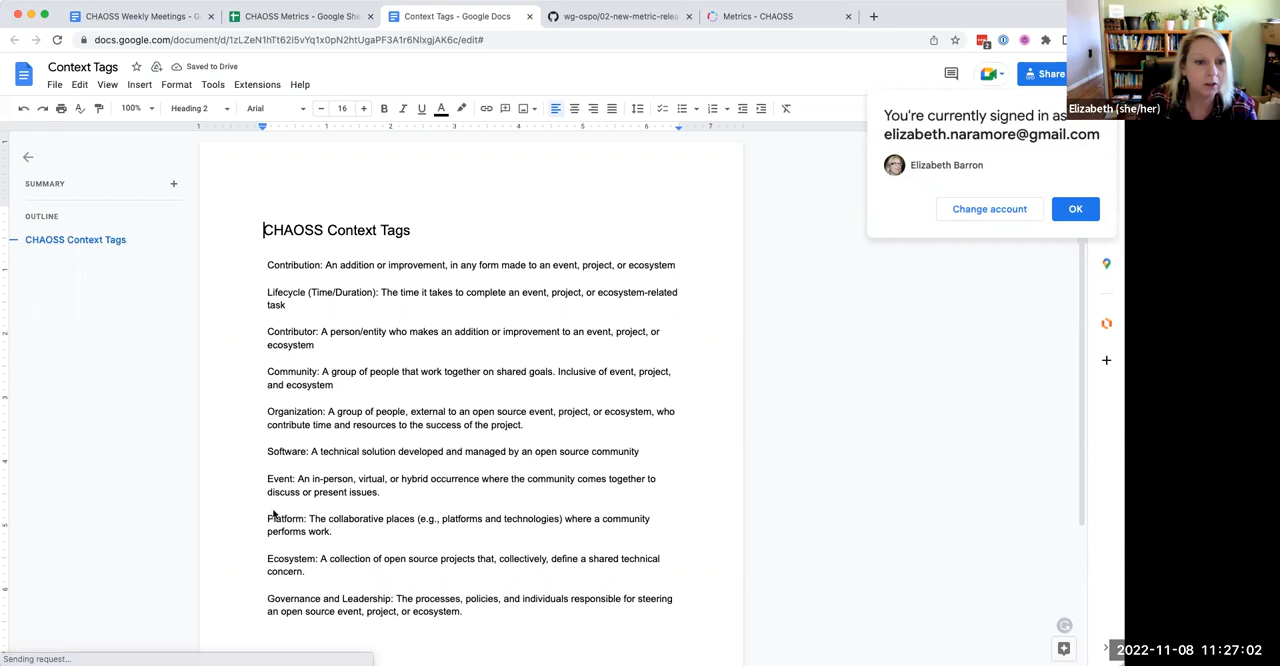 CHAOSS Weekly Meetings - G
CHAOSS Metrics - Google She
Context Tags - Google Docs
wg-ospo/02-new-metric-relea
Metrics - CHAOSS
docs.google.com/document/d/1zLZeN1hTt62I5vYq1x0pN2htUgaPF3A1r6NlxgjAK6c/edit#
2
Context Tags
Saved to Drive
File Edit View Insert Format Tools Extensions Help
Share
Elizabeth (she/her)
100% Heading 2 Arial 16
You're currently signed in as
elizabeth.naramore@gmail.com
Elizabeth Barron
Change account
OK
1 1 2 3 4 5 6 7
SUMMARY
OUTLINE
CHAOSS Context Tags
CHAOSS Context Tags
Contribution: An addition or improvement, in any form made to an event, project, or ecosystem
Lifecycle (Time/Duration): The time it takes to complete an event, project, or ecosystem-related
task
Contributor: A person/entity who makes an addition or improvement to an event, project, or
ecosystem
Community: A group of people that work together on shared goals. Inclusive of event, project,
and ecosystem
Organization: A group of people, external to an open source event, project, or ecosystem, who
contribute time and resources to the success of the project.
Software: A technical solution developed and managed by an open source community
Event: An in-person, virtual, or hybrid occurrence where the community comes together to
discuss or present issues.
Platform: The collaborative places (e.g., platforms and technologies) where a community
performs work.
Ecosystem: A collection of open source projects that, collectively, define a shared technical
concern.
Governance and Leadership: The processes, policies, and individuals responsible for steering
an open source event, project, or ecosystem.
Sending request...
2022-11-08 11:27:02